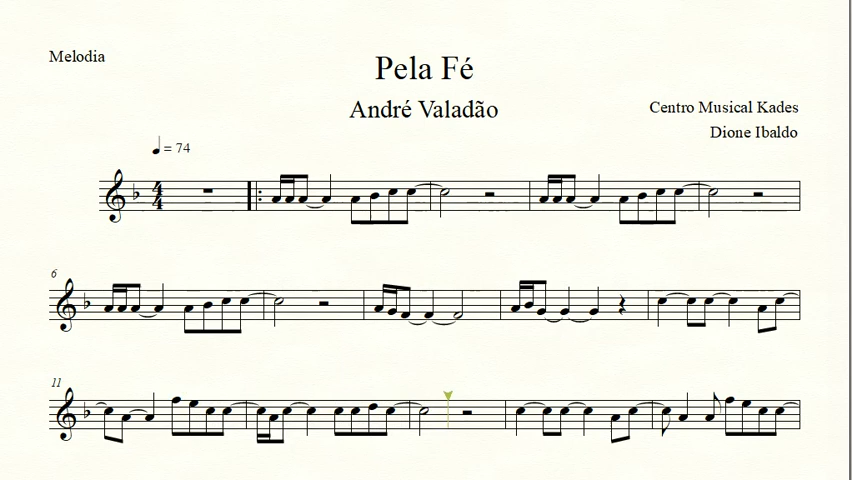 Melodia
Pela Fé
André Valadão
Centro Musical Kades
Dione Ibaldo
= 74
4
4
6
11